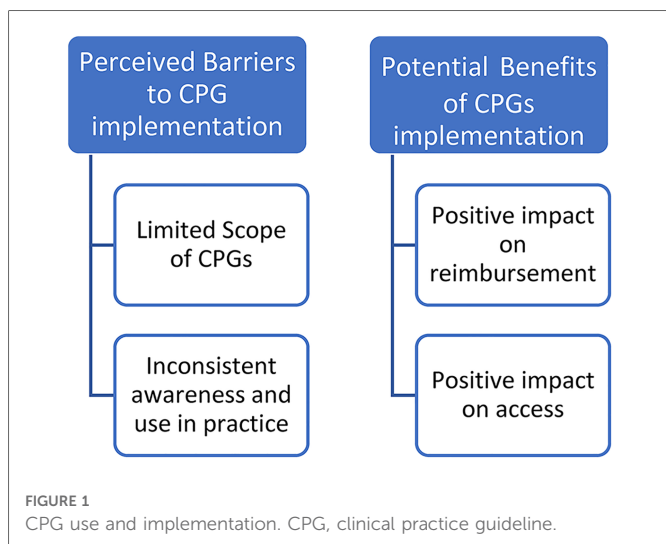 Perceived Barriers
to CPG
implementation
Limited Scope
of CPGs
Inconsistent
awareness and
use in practice
Potential Benefits
of CPGs
implementation
Positive impact
on
reimbursement
Positive impact
on access
FIGURE 1
CPG use and implementation. CPG, clinical practice guideline.